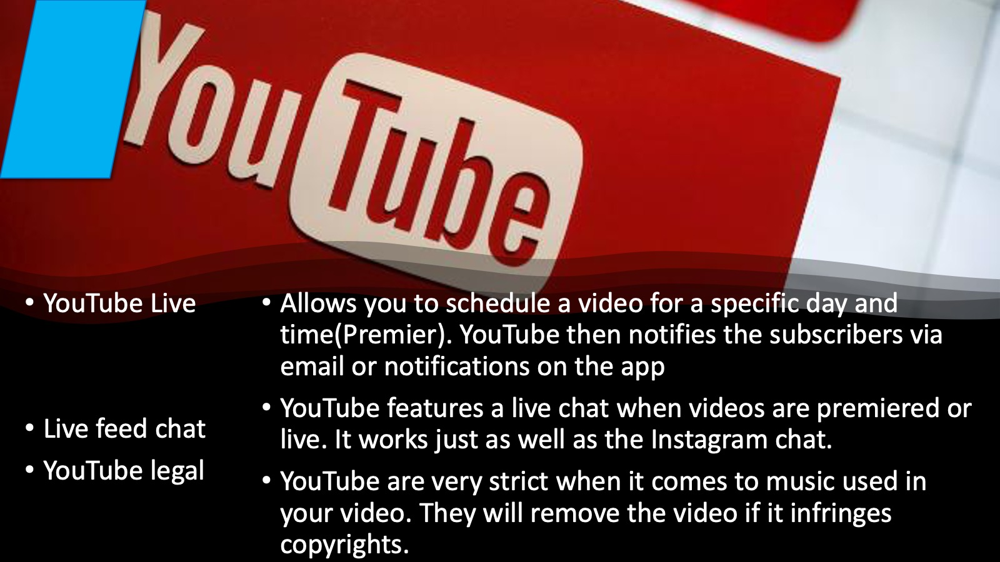 YouTube
• YouTube Live
• Live feed chat
• YouTube legal
• Allows you to schedule a video for a specific day and
time(Premier). YouTube then notifies the subscribers via
email or notifications on the app
• YouTube features a live chat when videos are premiered or
live. It works just as well as the Instagram chat.
• YouTube are very strict when it comes to music used in
your video. They will remove the video if it infringes
copyrights.